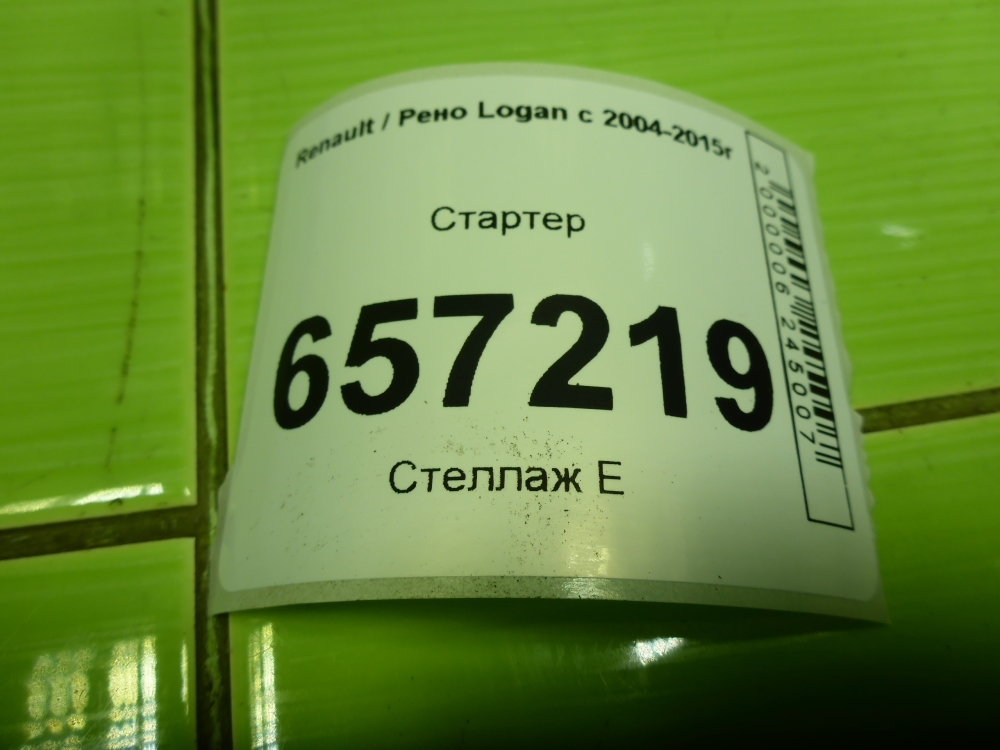 Renault / Рено Logan с 2004-2015г
Стартер
657219
Стеллаж Е
2000006245007